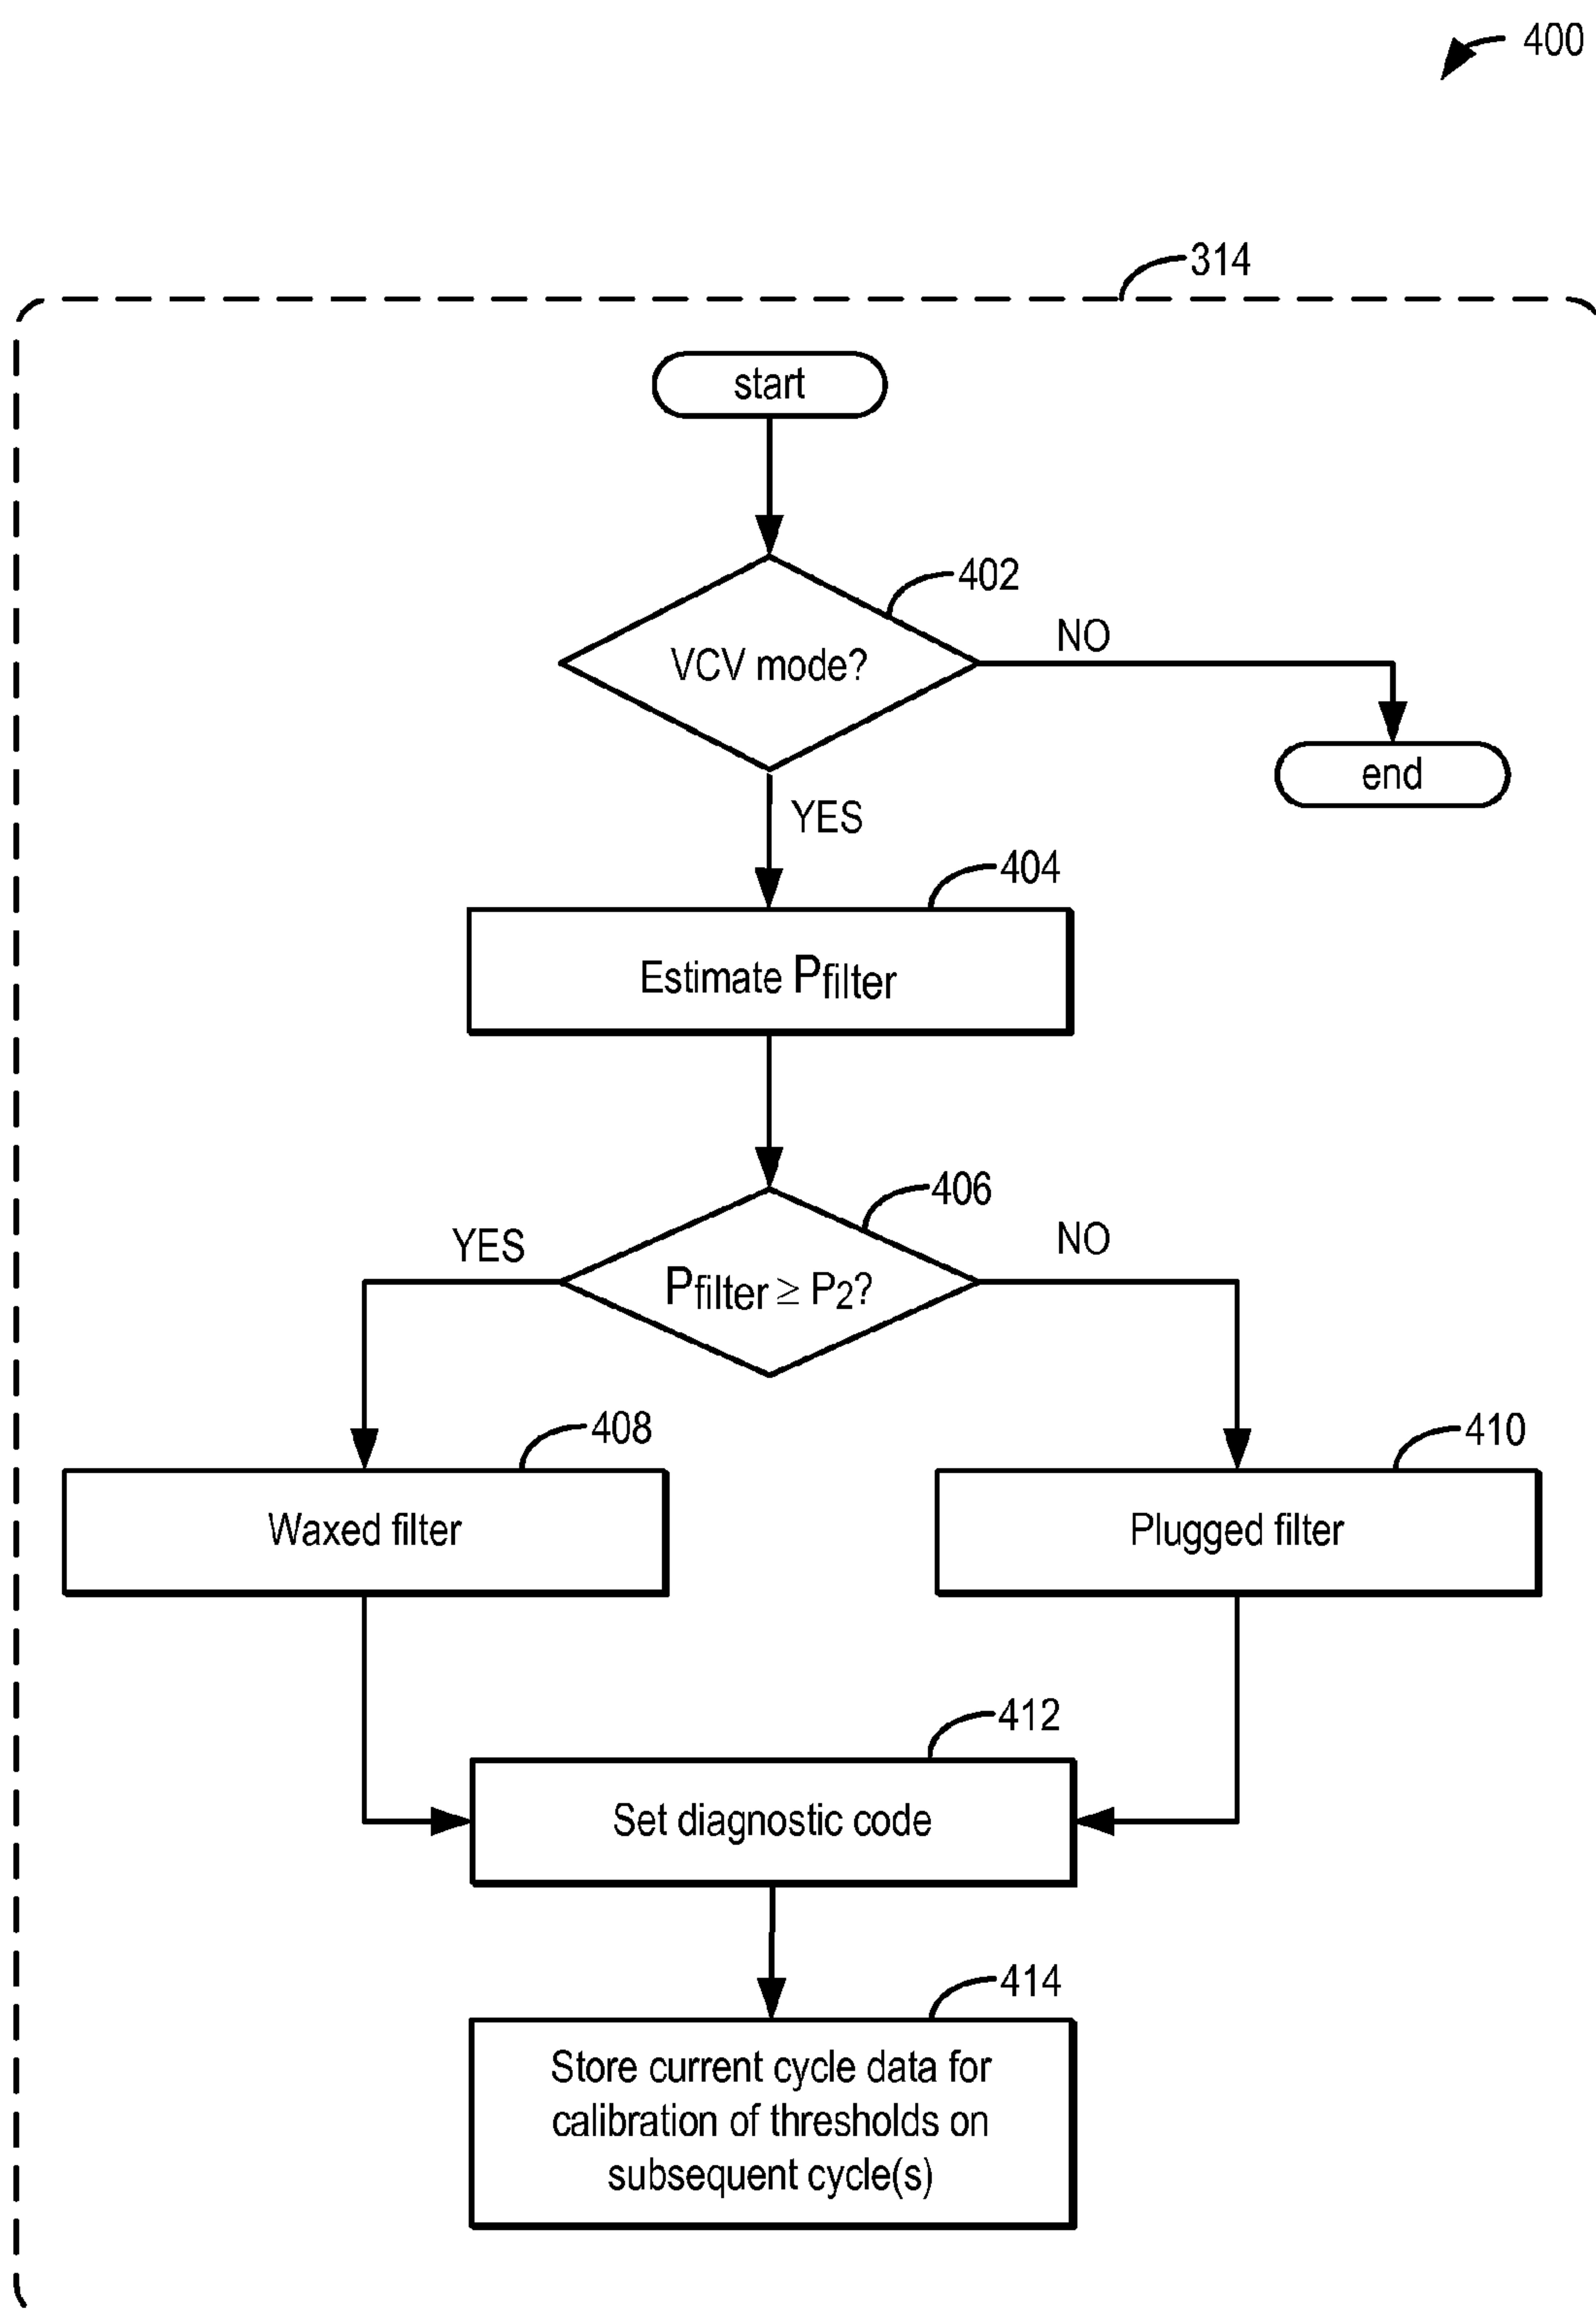 400
314
start
402
VCV mode?
NO
end
YES
404
Estimate Pfilter
406
YES
NO
Pfilter ≥ P2?
408
410
Waxed filter
Plugged filter
412
Set diagnostic code
414
Store current cycle data for
calibration of thresholds on
subsequent cycle(s)